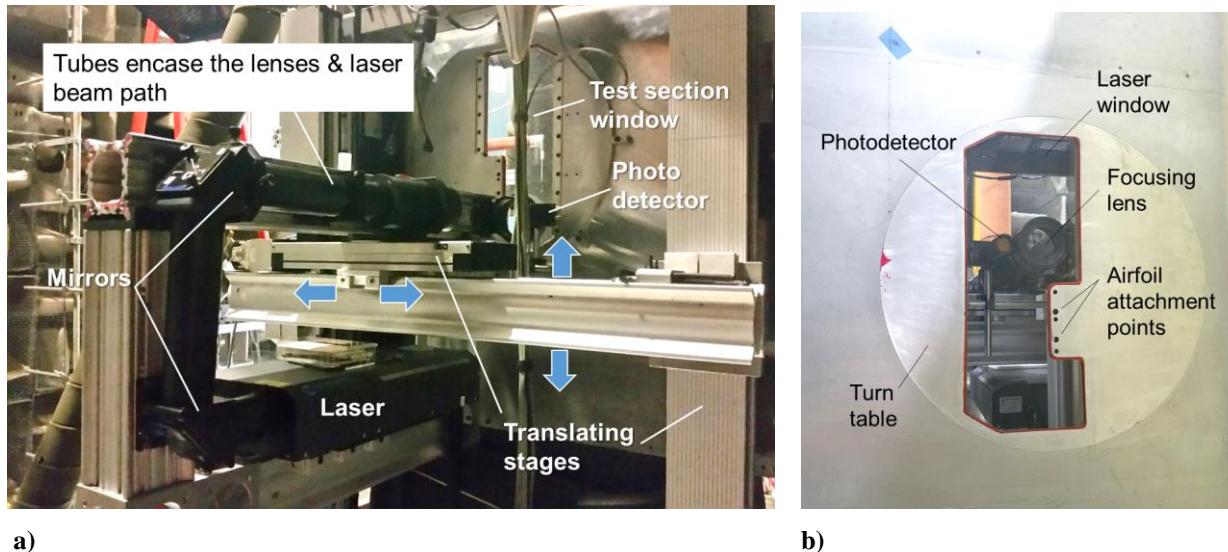 Tubes encase the lenses & laser
beam path
Test section
window
Photo
detector
Mirrors
Laser
Translating
stages
a)
Laser
window
Photodetector
Focusing
lens
Airfoil
attachment
points
Turn
table
b)